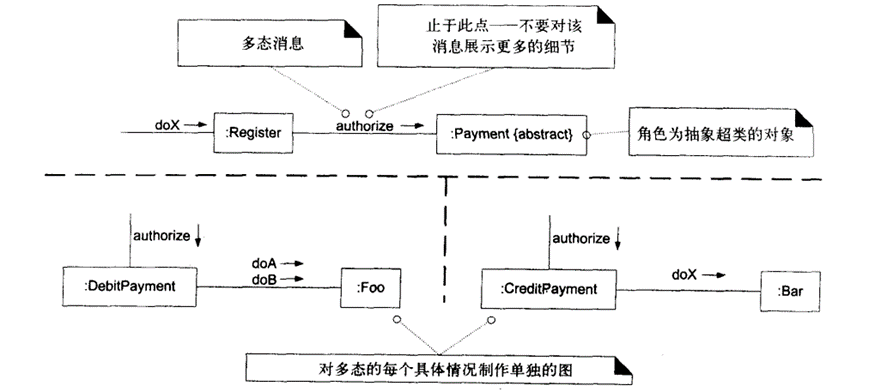 多态消息
止于此点——不要对该
消息展示更多的细节
doX
:Register
authorize
:Payment {abstract}
角色为抽象超类的对象
authorize
:DebitPayment
doA
doB
:Foo
authorize
:CreditPayment
doX
:Bar
对多态的每个具体情况制作单独的图